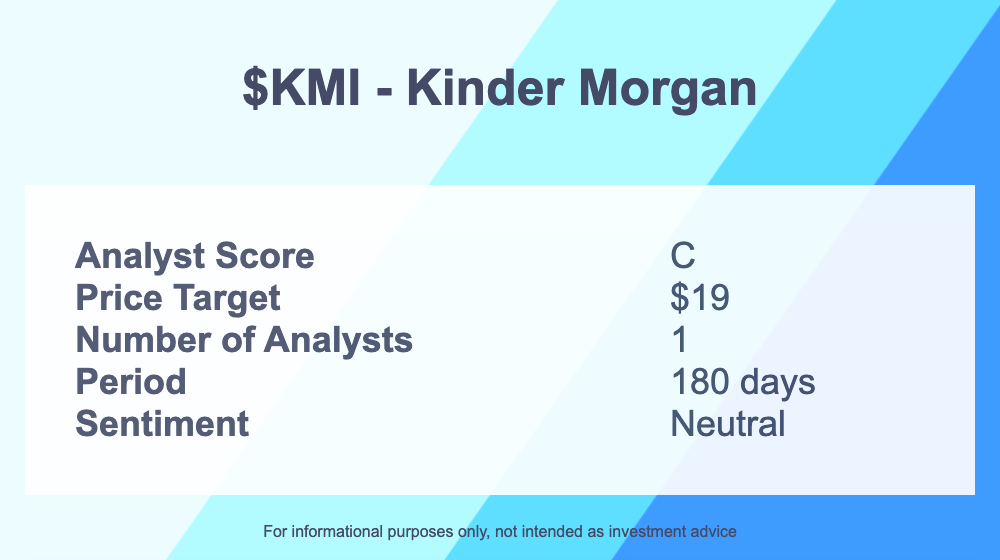 $KMI - Kinder Morgan
Analyst Score C
Price Target $19
Number of Analysts 1
Period 180 days
Sentiment Neutral
For informational purposes only, not intended as investment advice